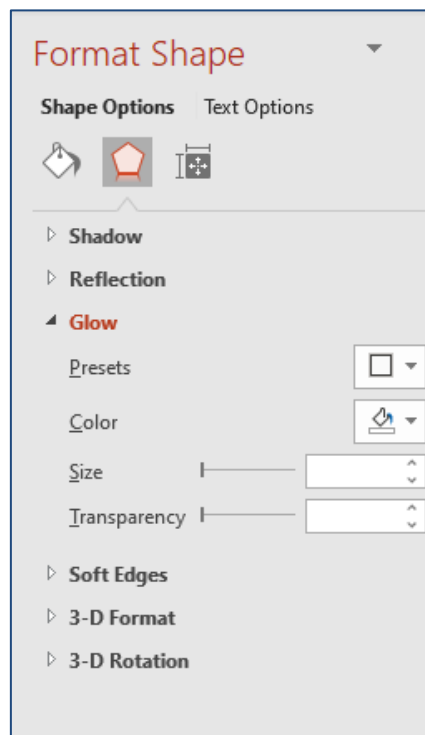 Format Shape
Shape Options Text Options
Shadow
Reflection
Glow
Presets
Color
Size
Transparency
Soft Edges
3-D Format
3-D Rotation